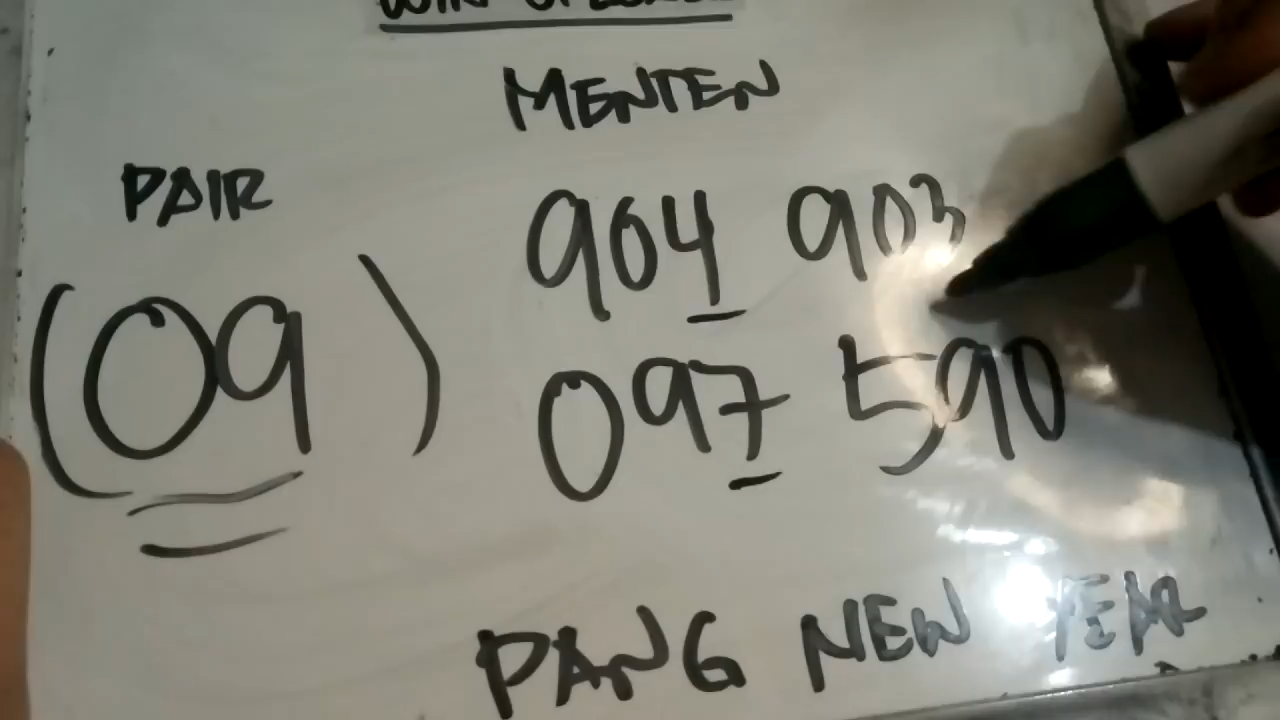 MENTEN
PAIR
904 903
(09)
097 590
PANG NEW YEAR